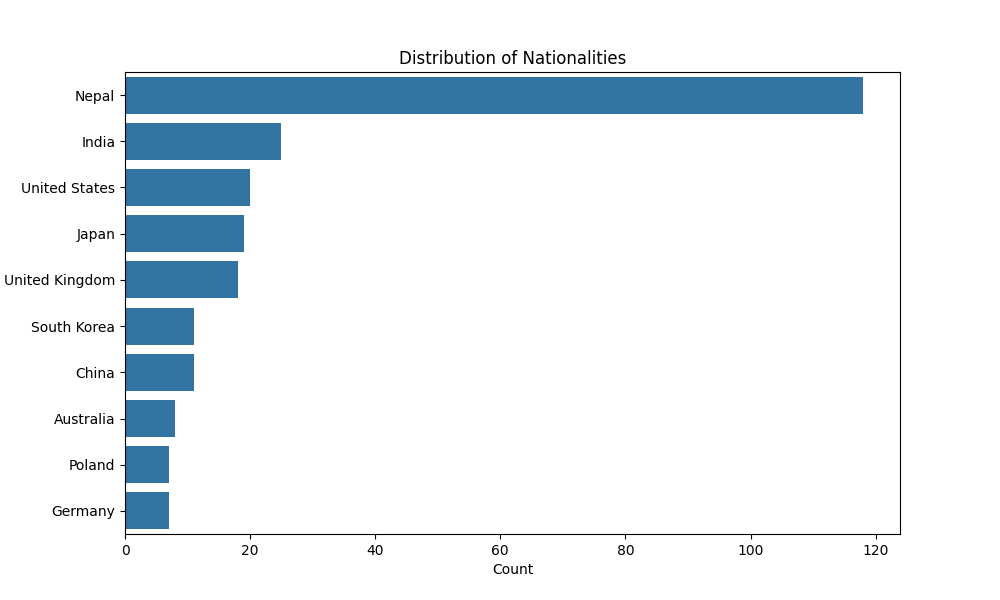 Distribution of Nationalities
Nepal
India
United States
Japan
United Kingdom
South Korea
China
Australia
Poland
Germany
0 20 40 60 80 100 120
Count